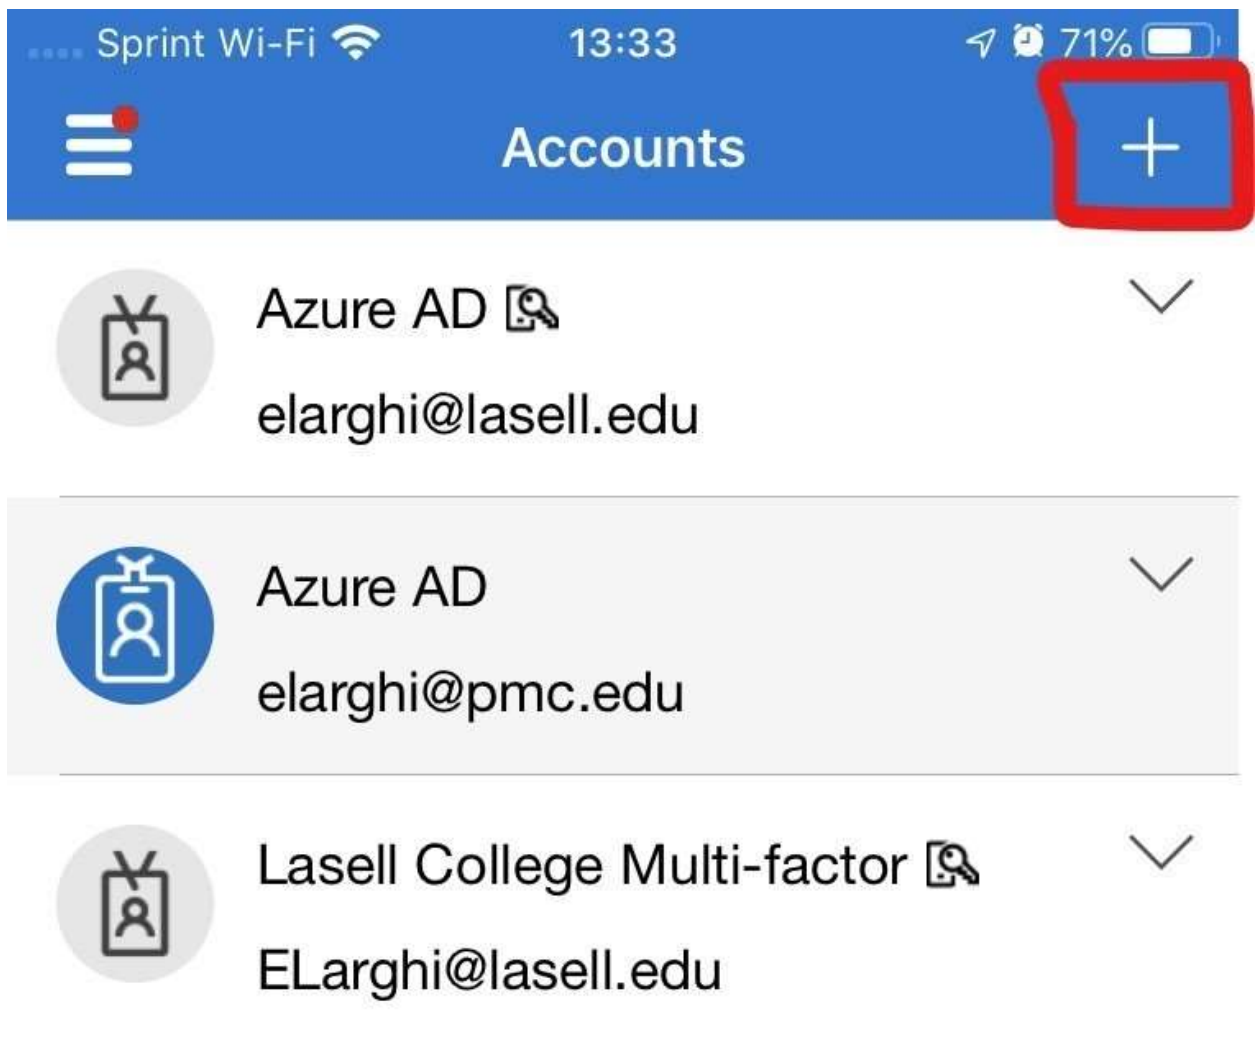 Sprint Wi-Fi 13:33 71%
Accounts
Azure AD
elarghi@lasell.edu
Azure AD
elarghi@pmc.edu
Lasell College Multi-factor
ELarghi@lasell.edu